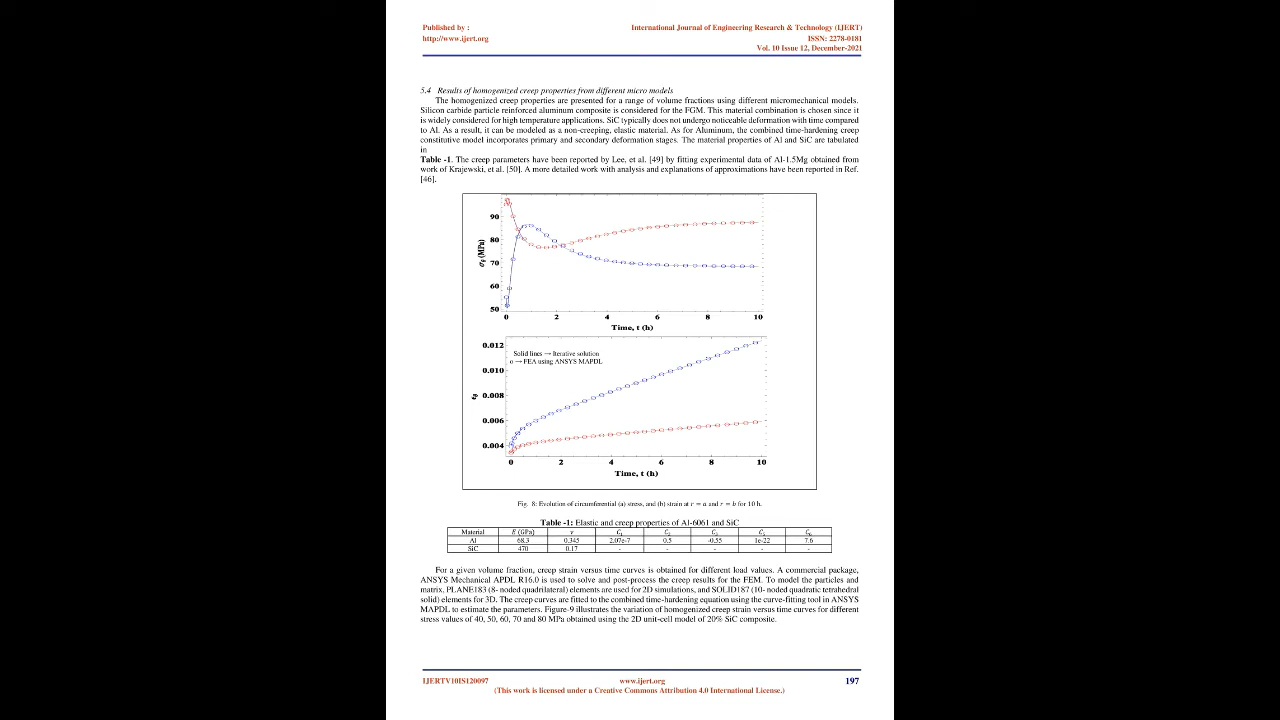 Published by :
International Journal of Engineering Research & Technology (IJERT)
http://www.ijert.org
ISSN: 2278-0181
Vol. 10 Issue 12, December-2021
5.4 Results of homogenized creep properties from different micro models
The homogenized creep properties are presented for a range of volume fractions using different micromechanical models.
Silicon carbide particle reinforced aluminum composite is considered for the FGM. This material combination is chosen since it
is widely considered for high temperature applications. SiC typically does not undergo noticeable deformation with time compared
to Al. As a result, it can be modeled as a non-creeping, elastic material. As for Aluminum, the combined time-hardening creep
constitutive model incorporates primary and secondary deformation stages. The material properties of Al and SiC are tabulated
in
Table -1. The creep parameters have been reported by Lee, et al. [49] by fitting experimental data of Al-1.5Mg obtained from
work of Krajewski, et al. [50]. A more detailed work with analysis and explanations of approximations have been reported in Ref.
[46].
90
80
70
60
50
σθ (MPa)
0 2 4 6 8 10
Time, t (h)
0.012
0.010
0.008
0.006
0.004
Solid lines → Iterative solution
o → FEA using ANSYS MAPDL
0 2 4 6 8 10
Time, t (h)
Fig. 8: Evolution of circumferential (a) stress, and (b) strain at r = a and r = b for 10 h.
Table -1: Elastic and creep properties of Al-6061 and SiC
Material E (GPa) ν C1 C2 C3 C5 C6
Al 68.3 0.345 2.07e-7 0.5 -0.55 1e-22 7.6
SiC 470 0.17 - - - - -
For a given volume fraction, creep strain versus time curves is obtained for different load values. A commercial package,
ANSYS Mechanical APDL R16.0 is used to solve and post-process the creep results for the FEM. To model the particles and
matrix, PLANE183 (8- noded quadrilateral) elements are used for 2D simulations, and SOLID187 (10- noded quadratic tetrahedral
solid) elements for 3D. The creep curves are fitted to the combined time-hardening equation using the curve-fitting tool in ANSYS
MAPDL to estimate the parameters. Figure-9 illustrates the variation of homogenized creep strain versus time curves for different
stress values of 40, 50, 60, 70 and 80 MPa obtained using the 2D unit-cell model of 20% SiC composite.
IJERTV10IS120097
www.ijert.org
197
(This work is licensed under a Creative Commons Attribution 4.0 International License.)